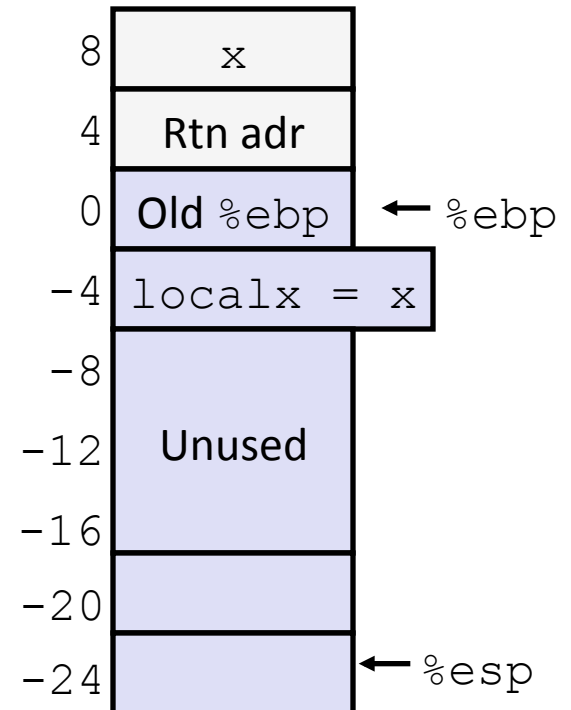 8 x
4 Rtn adr
0 Old %ebp ← %ebp
-4 localx = x
-8
-12 Unused
-16
-20
-24 ← %esp